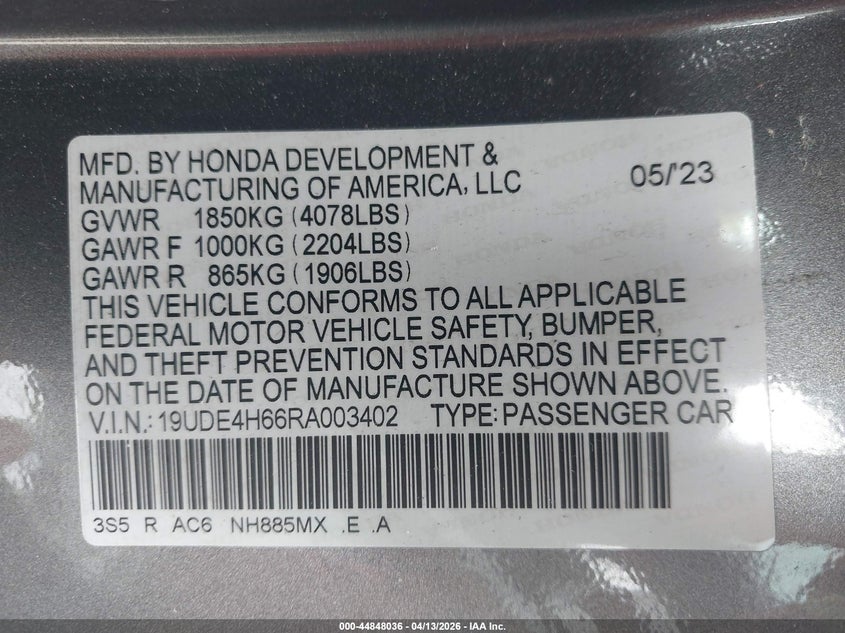 MFD. BY HONDA DEVELOPMENT &
MANUFACTURING OF AMERICA, LLC 05/'23
GVWR 1850KG (4078LBS)
GAWR F 1000KG (2204LBS)
GAWR R 865KG (1906LBS)
THIS VEHICLE CONFORMS TO ALL APPLICABLE
FEDERAL MOTOR VEHICLE SAFETY, BUMPER,
AND THEFT PREVENTION STANDARDS IN EFFECT
ON THE DATE OF MANUFACTURE SHOWN ABOVE.
V.I.N.: 19UDE4H66RA003402 TYPE: PASSENGER CAR
3S5 R AC6 NH885MX .E .A
000-44848036 - 04/13/2026 - IAA Inc.